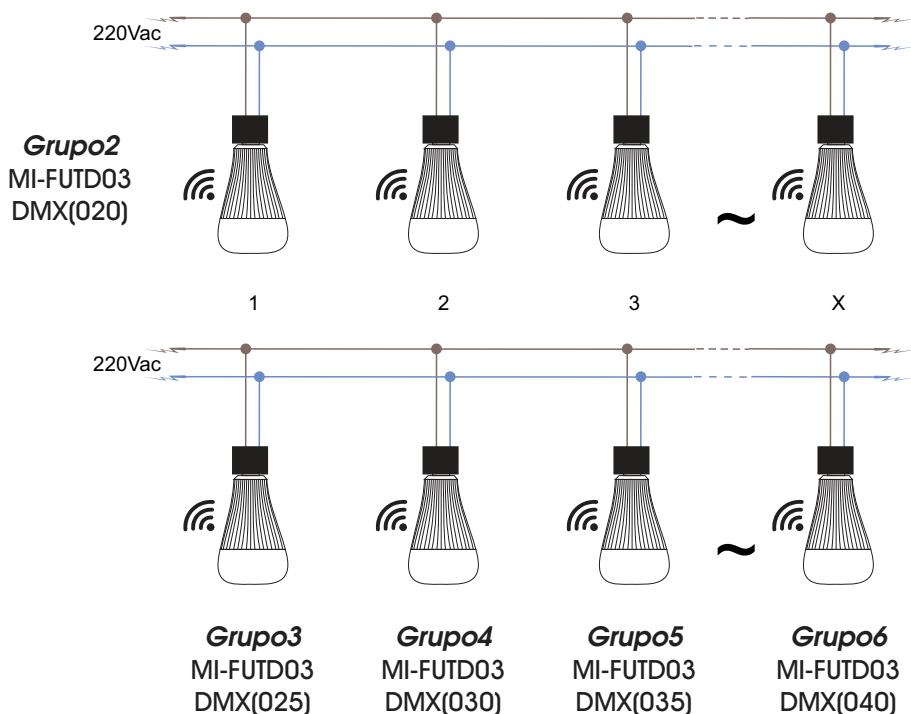 220Vac
Grupo2
MI-FUTD03
DMX(020)
1 2 3 X
220Vac
Grupo3 Grupo4 Grupo5 Grupo6
MI-FUTD03 MI-FUTD03 MI-FUTD03 MI-FUTD03
DMX(025) DMX(030) DMX(035) DMX(040)